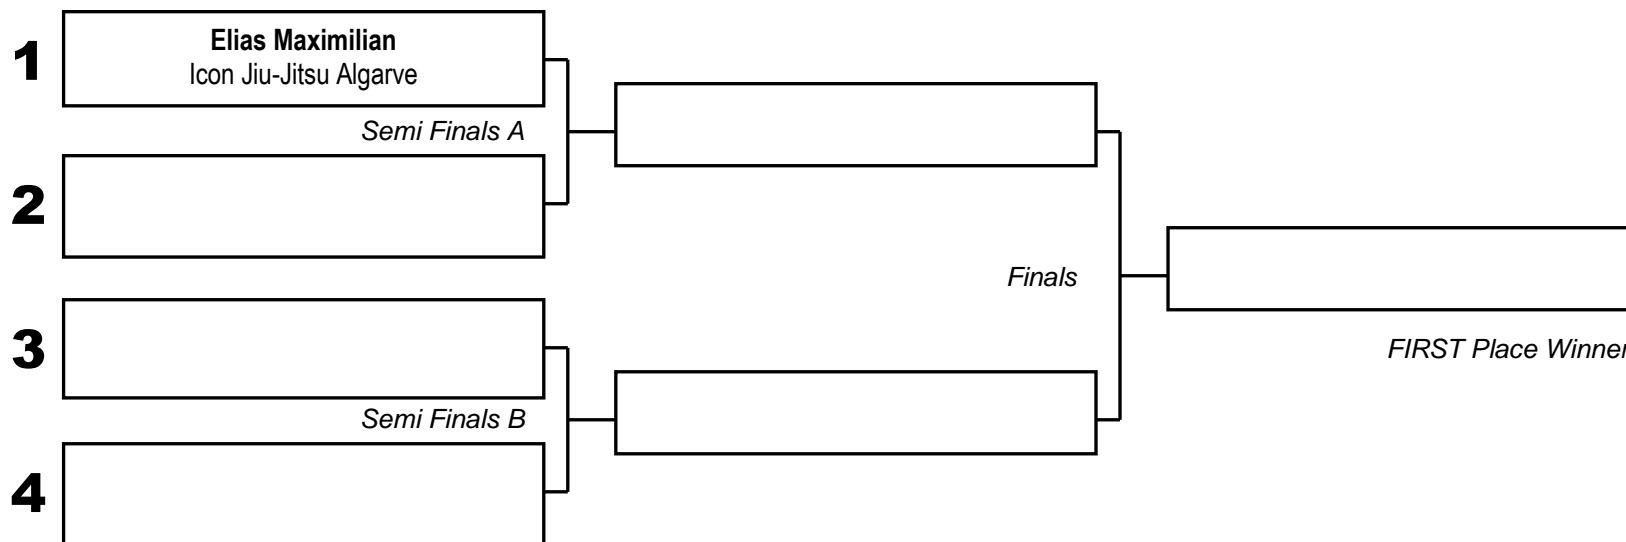 1
Elias Maximilian
Icon Jiu-Jitsu Algarve
Semi Finals A
2
Finals
3
FIRST Place Winner
Semi Finals B
4